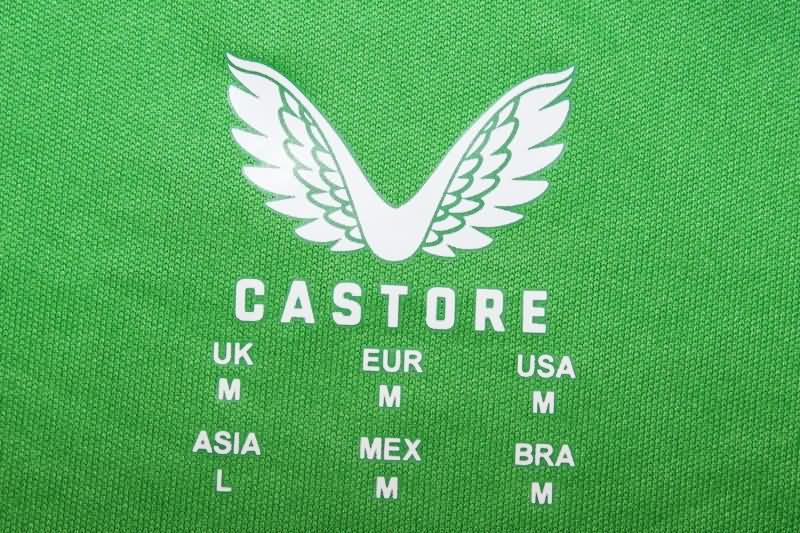 CASTORE
UK EUR USA
M M M
ASIA MEX BRA
L M M